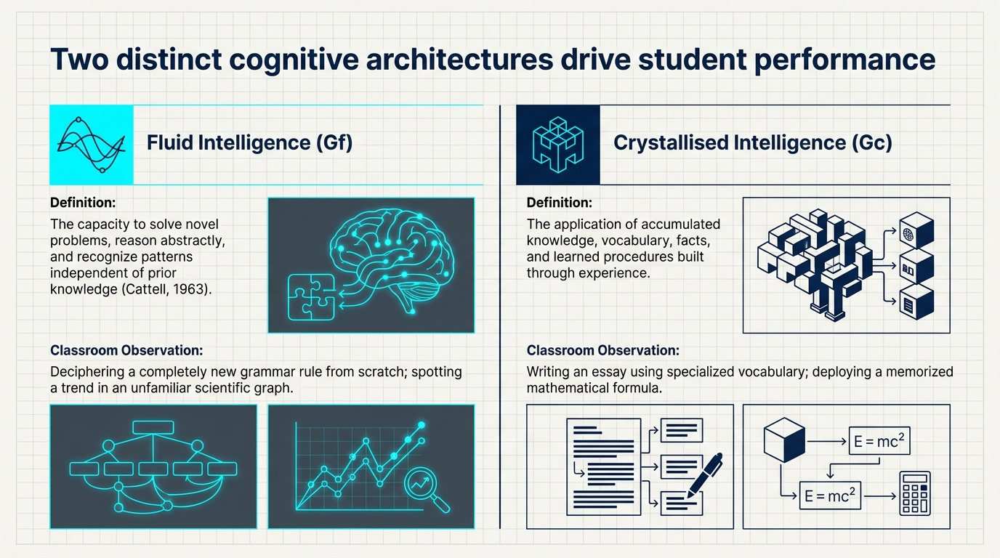 Two distinct cognitive architectures drive student performance
Fluid Intelligence (Gf)
Definition:
The capacity to solve novel
problems, reason abstractly,
and recognize patterns
independent of prior
knowledge (Cattell, 1963).
Classroom Observation:
Deciphering a completely new grammar rule from scratch; spotting
a trend in an unfamiliar scientific graph.
Crystallised Intelligence (Gc)
Definition:
The application of accumulated
knowledge, vocabulary, facts,
and learned procedures built
through experience.
Classroom Observation:
Writing an essay using specialized vocabulary; deploying a memorized
mathematical formula.
E = mc²
E = mc²